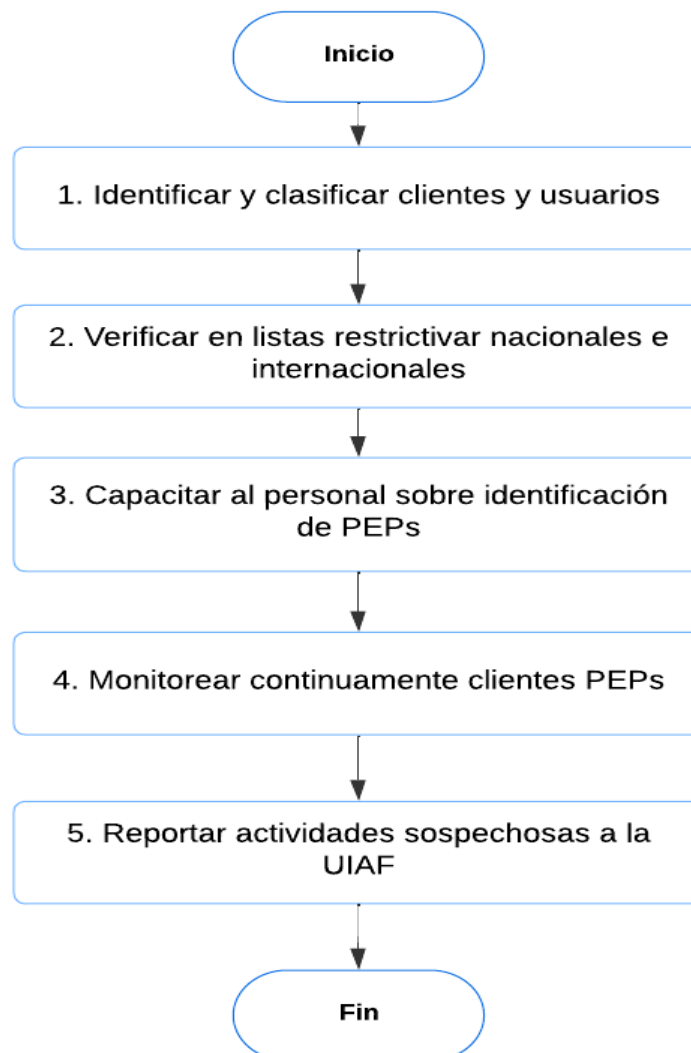 Inicio
1. Identificar y clasificar clientes y usuarios
2. Verificar en listas restrictivar nacionales e
internacionales
3. Capacitar al personal sobre identificación
de PEPs
4. Monitorear continuamente clientes PEPs
5. Reportar actividades sospechosas a la
UIAF
Fin